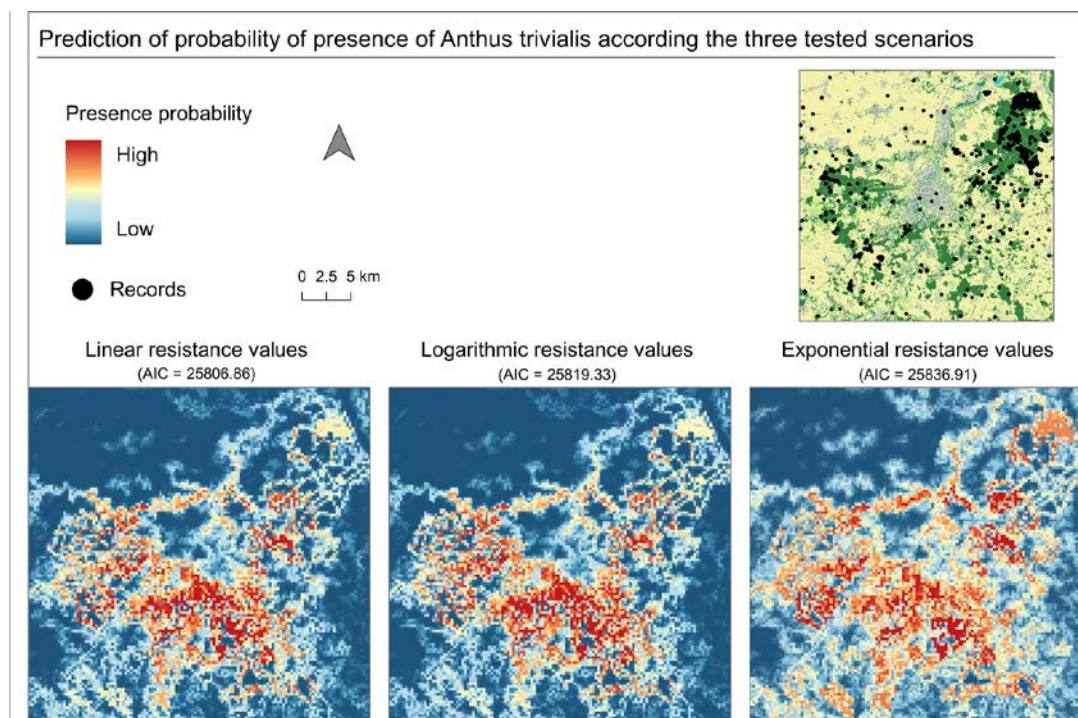 Prediction of probability of presence of Anthus trivialis according the three tested scenarios
Presence probability
High
Low
Records
0 2.5 5 km
Linear resistance values
(AIC = 25806.86)
Logarithmic resistance values
(AIC = 25819.33)
Exponential resistance values
(AIC = 25836.91)